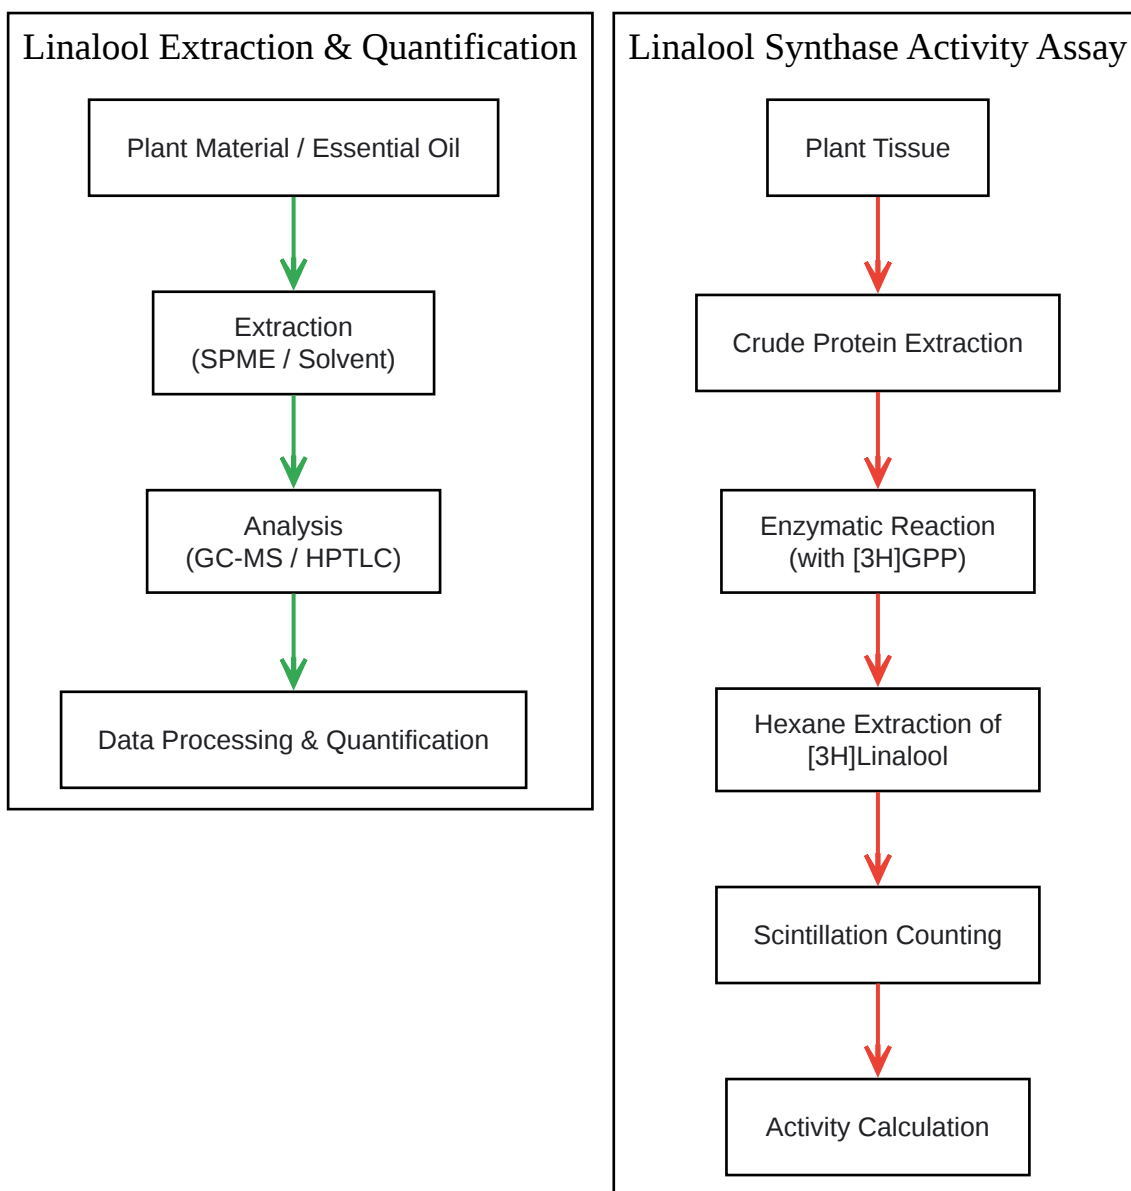 Linalool Extraction & Quantification
Plant Material / Essential Oil
Extraction
(SPME / Solvent)
Analysis
(GC-MS / HPTLC)
Data Processing & Quantification
Linalool Synthase Activity Assay
Plant Tissue
Crude Protein Extraction
Enzymatic Reaction
(with [3H]GPP)
Hexane Extraction of
[3H]Linalool
Scintillation Counting
Activity Calculation